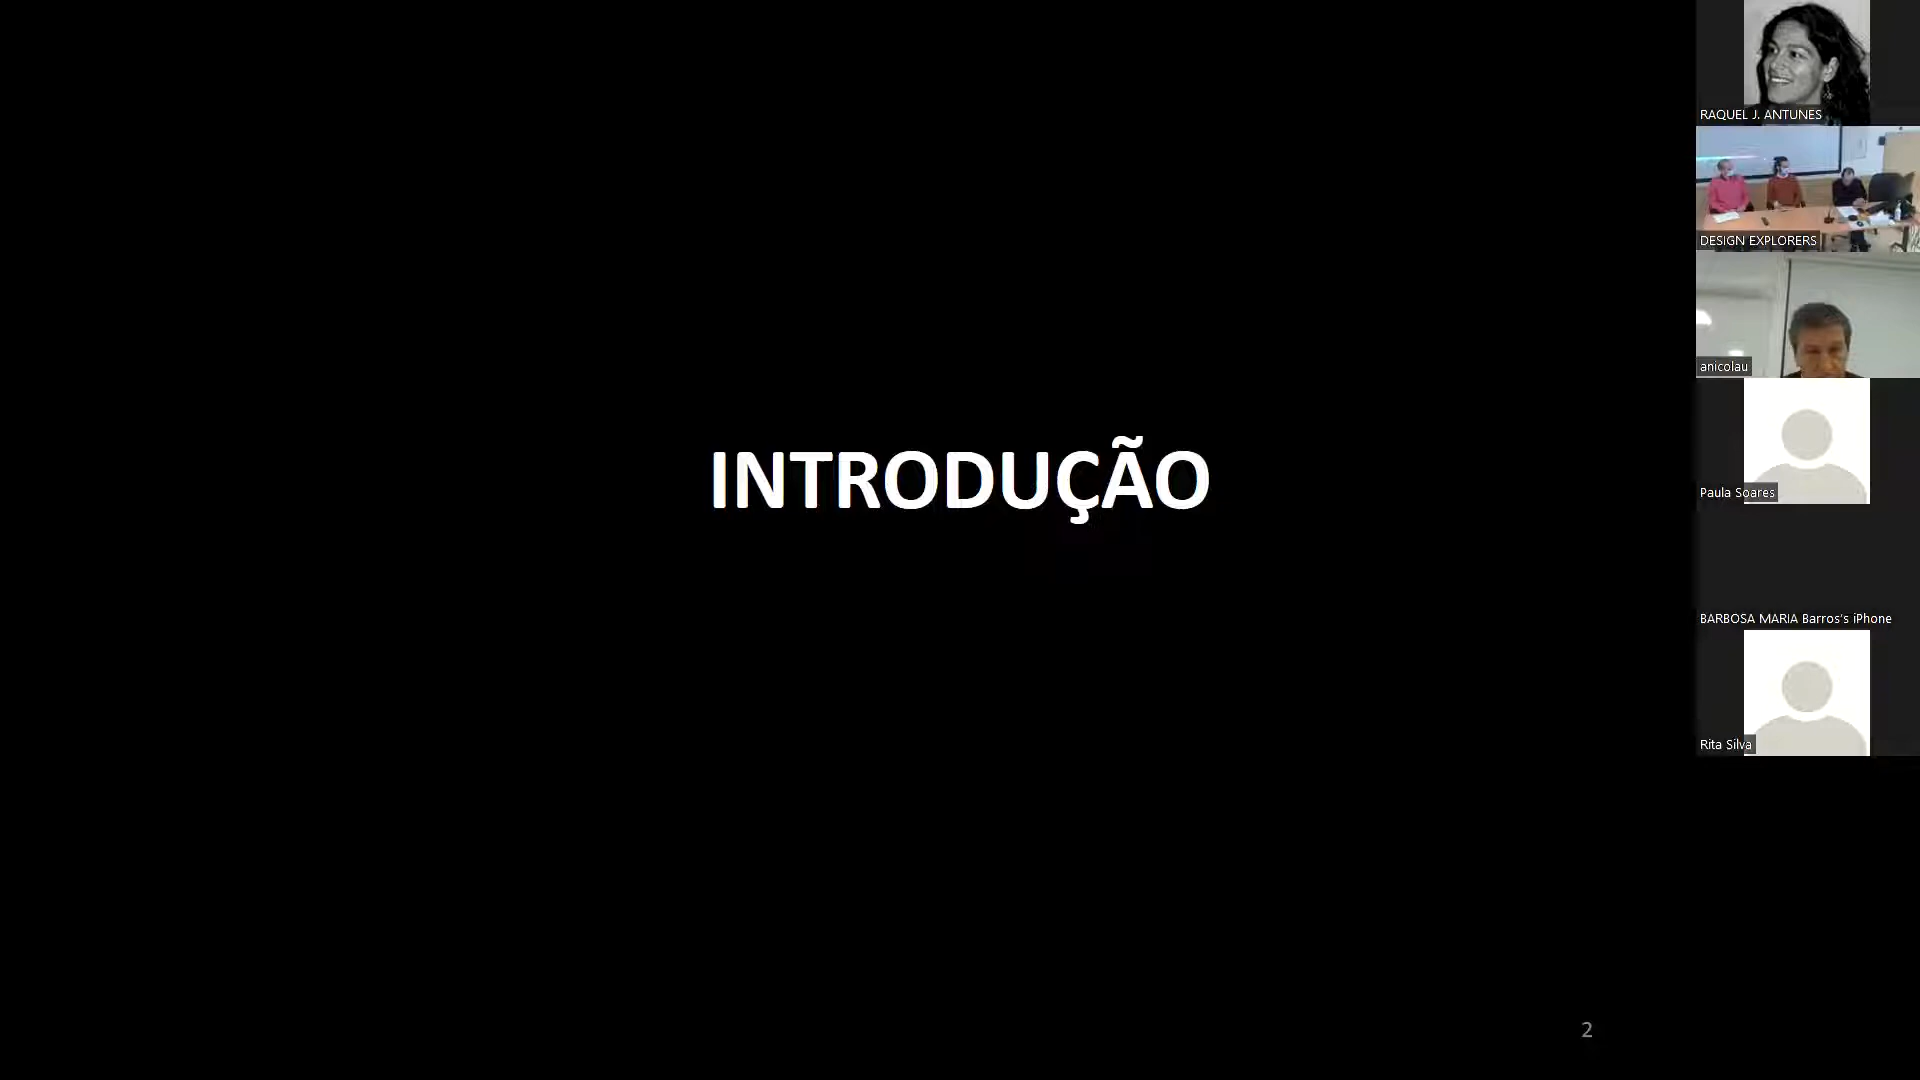 INTRODUÇÃO
2
RAQUEL J. ANTUNES
DESIGN EXPLORERS
anicolau
Paula Soares
BARBOSA MARIA Barros's iPhone
Rita Silva